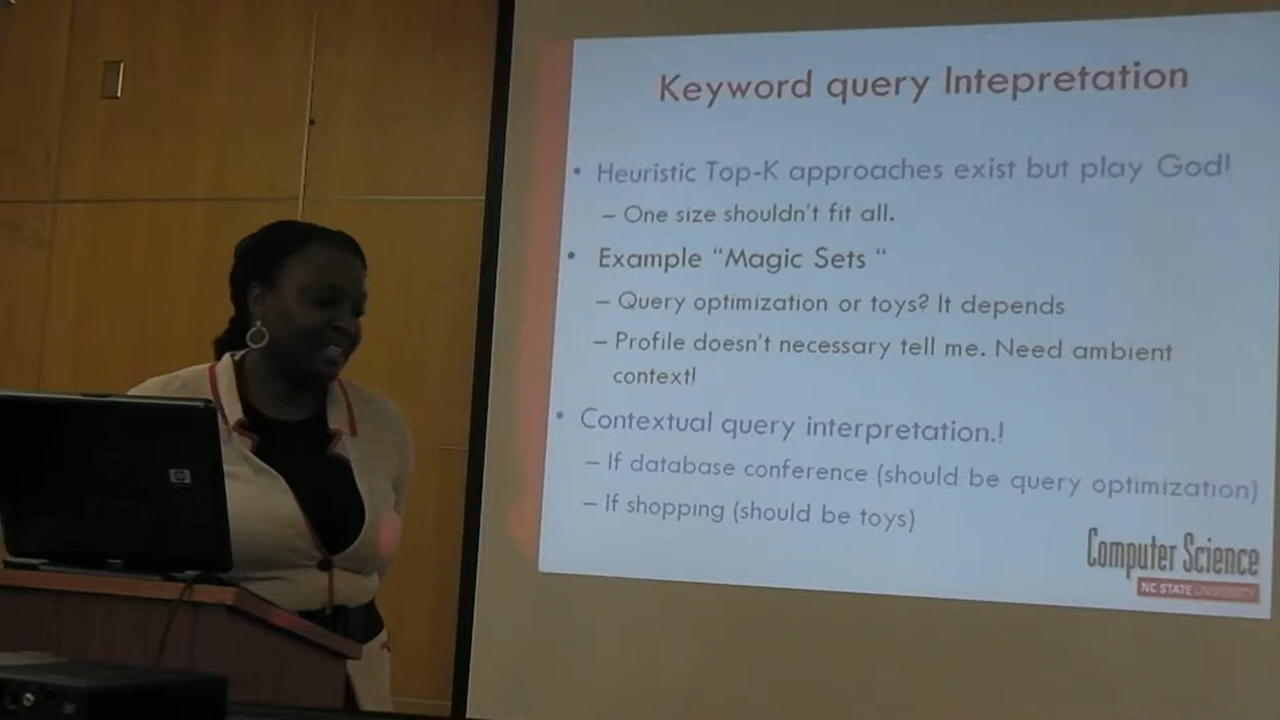 Keyword query Intepretation
• Heuristic Top-K approaches exist but play God!
– One size shouldn't fit all.
• Example “Magic Sets “
– Query optimization or toys? It depends
– Profile doesn't necessary tell me. Need ambient
context!
• Contextual query interpretation.!
– If database conference (should be query optimization)
– If shopping (should be toys)
Computer Science
NC STATE UNIVERSITY
hp